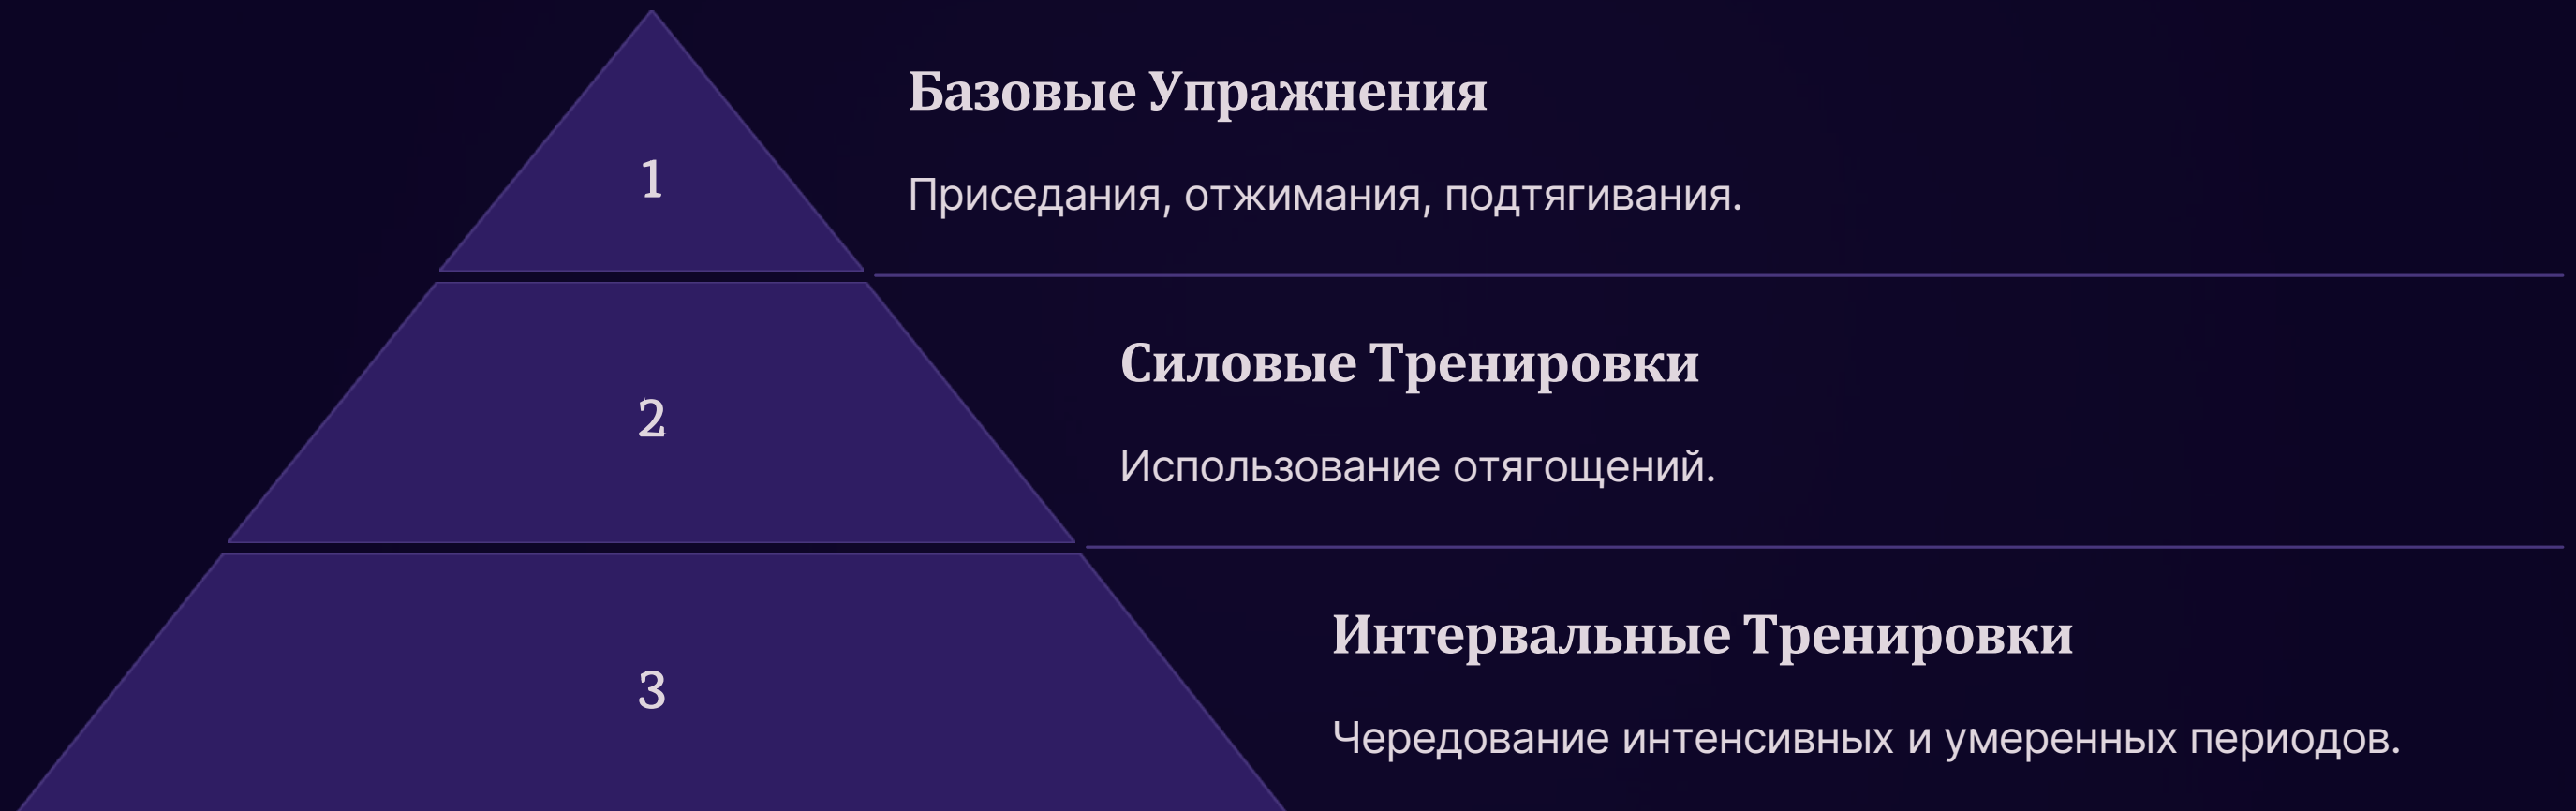 1
Базовые Упражнения
Приседания, отжимания, подтягивания.
2
Силовые Тренировки
Использование отягощений.
3
Интервальные Тренировки
Чередование интенсивных и умеренных периодов.